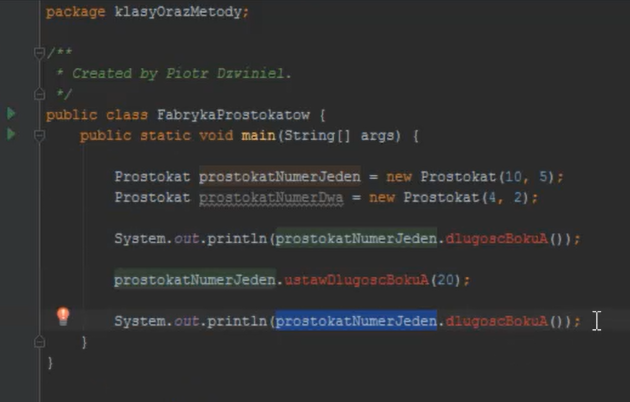 package klasyOrazMetody;
/**
* Created by Piotr Dzwiniel.
*/
public class FabrykaProstokatow {
public static void main(String[] args) {
Prostokat prostokatNumerJeden = new Prostokat(10, 5);
Prostokat prostokatNumerDwa = new Prostokat(4, 2);
System.out.println(prostokatNumerJeden.dlugoscBokuA());
prostokatNumerJeden.ustawDlugoscBokuA(20);
System.out.println(prostokatNumerJeden.dlugoscBokuA());
}
}